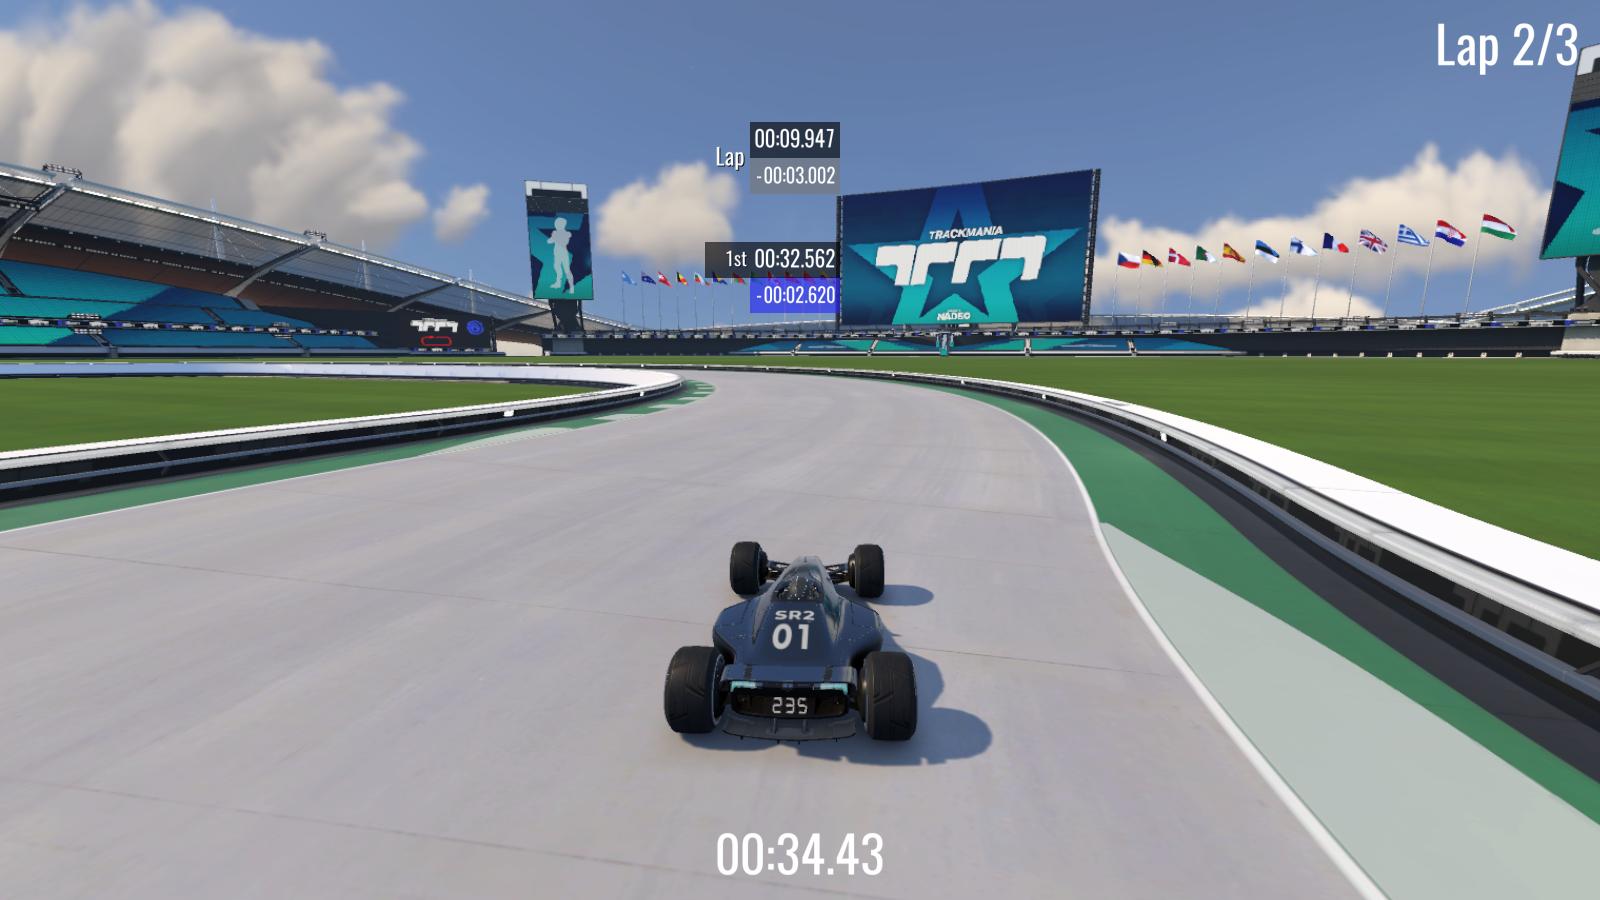 Lap 2/3
00:09.947
Lap
-00:03.002
1st 00:32.562
-00:02.620
TRACKMANIA
NADEO
SR2
01
235
00:34.43